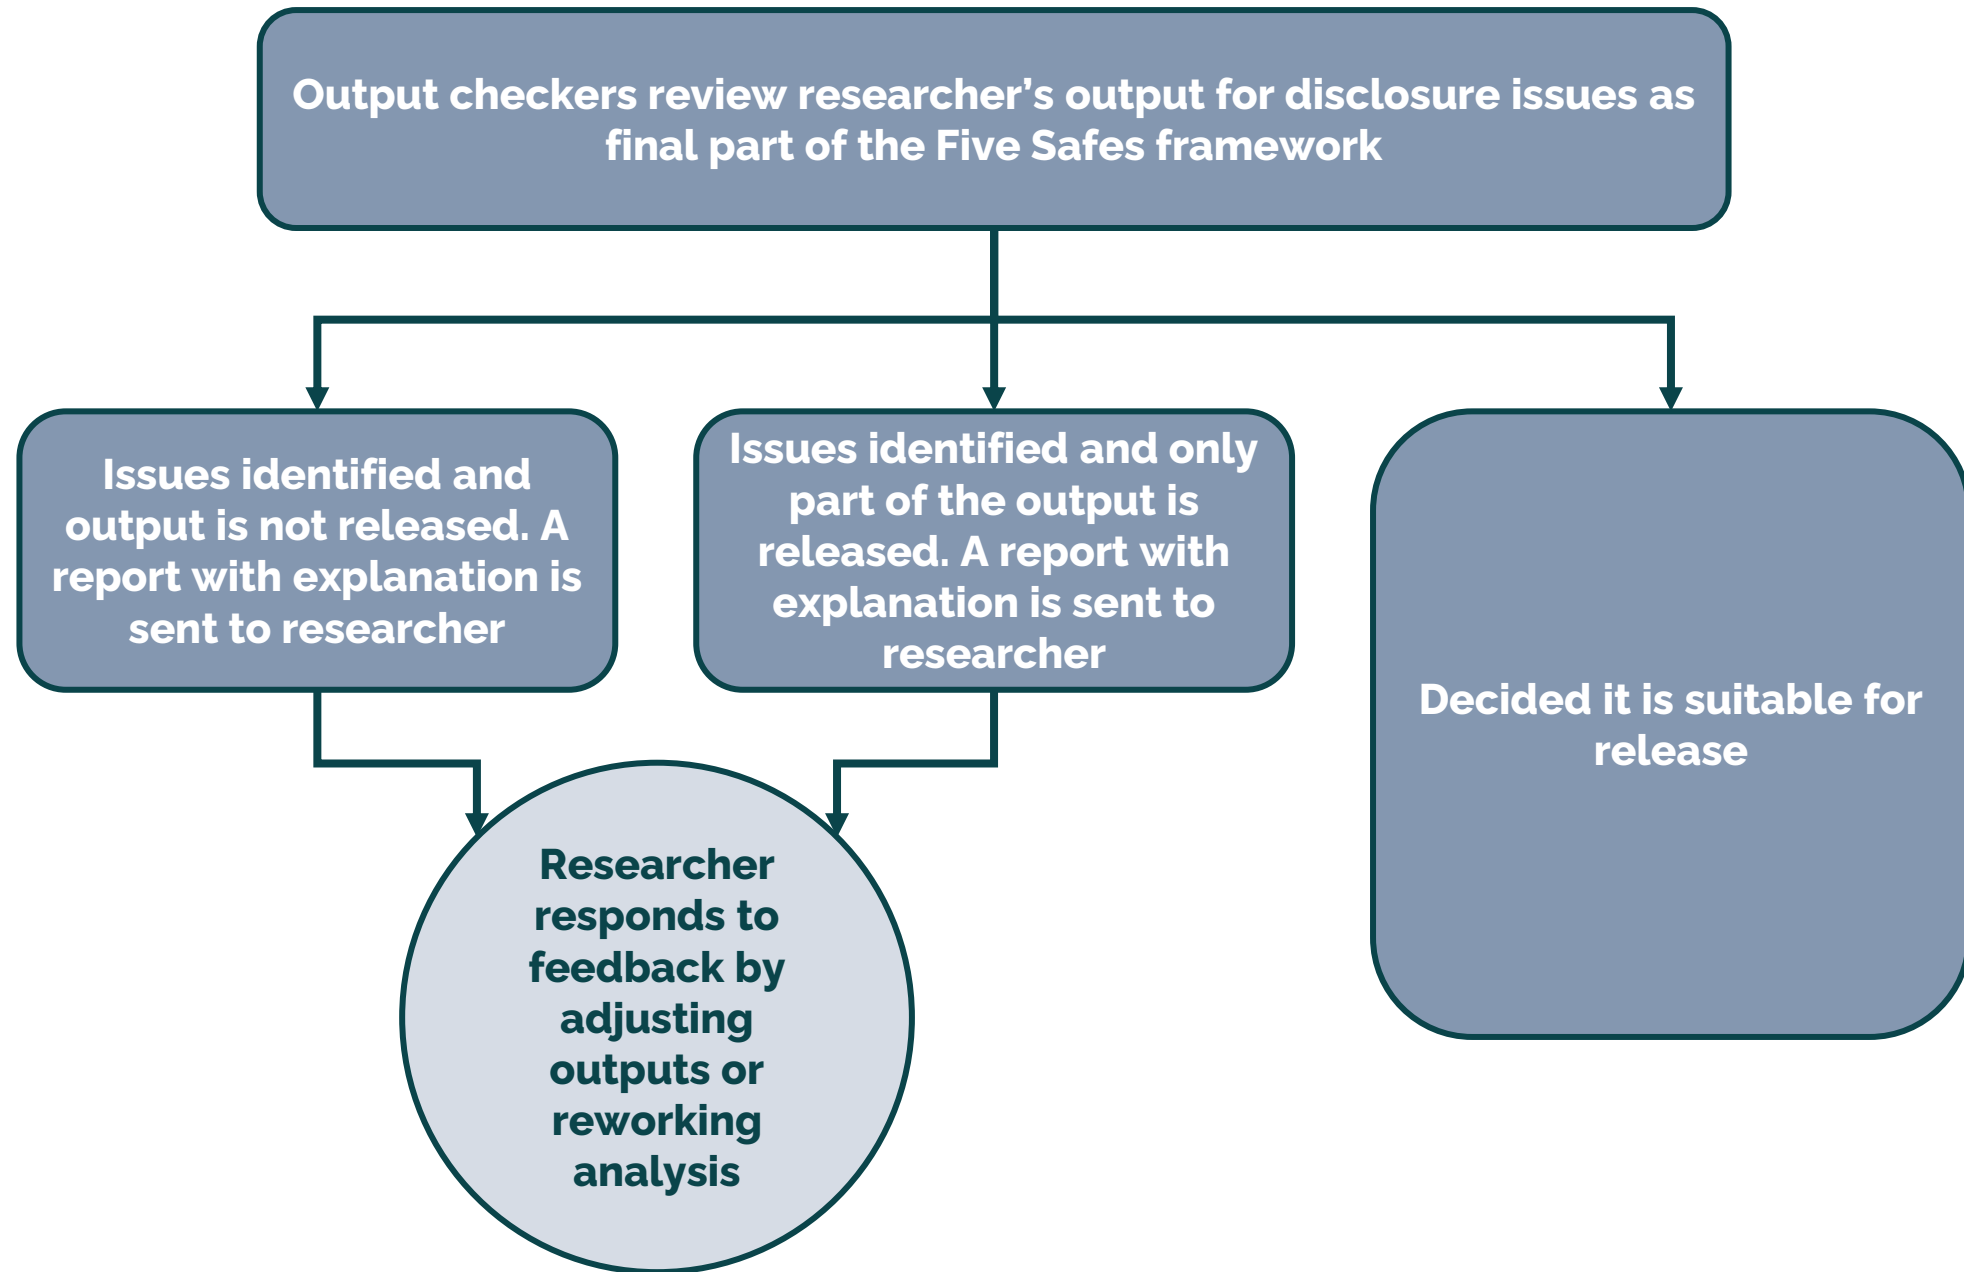 Output checkers review researcher’s output for disclosure issues as
final part of the Five Safes framework
Issues identified and
output is not released. A
report with explanation is
sent to researcher
Issues identified and only
part of the output is
released. A report with
explanation is sent to
researcher
Decided it is suitable for
release
Researcher
responds to
feedback by
adjusting
outputs or
reworking
analysis